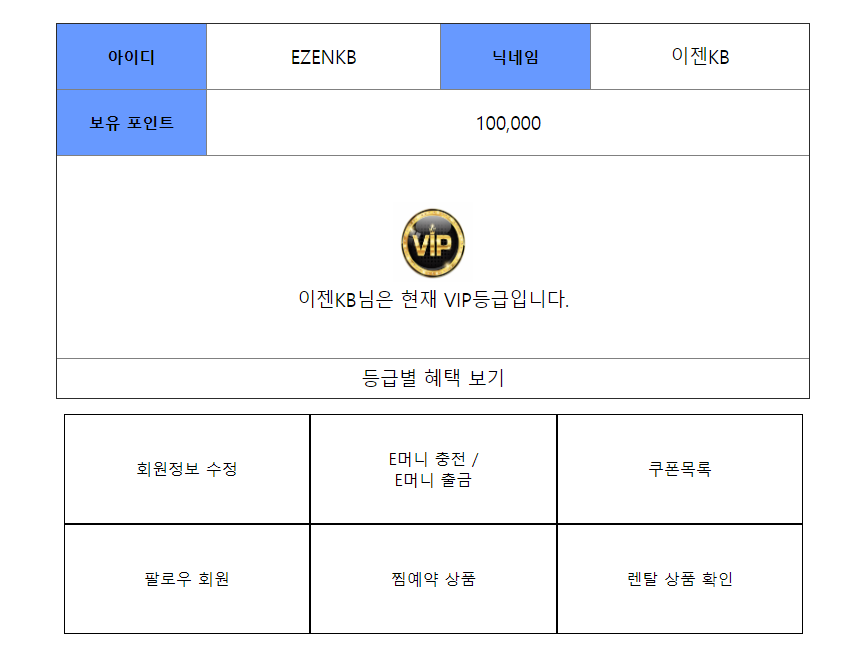 아이디 EZENKB 닉네임 이젠KB
보유 포인트 100,000
VIP
이젠KB님은 현재 VIP등급입니다.
등급별 혜택 보기
회원정보 수정
E머니 충전 /
E머니 출금
쿠폰목록
팔로우 회원
찜예약 상품
렌탈 상품 확인